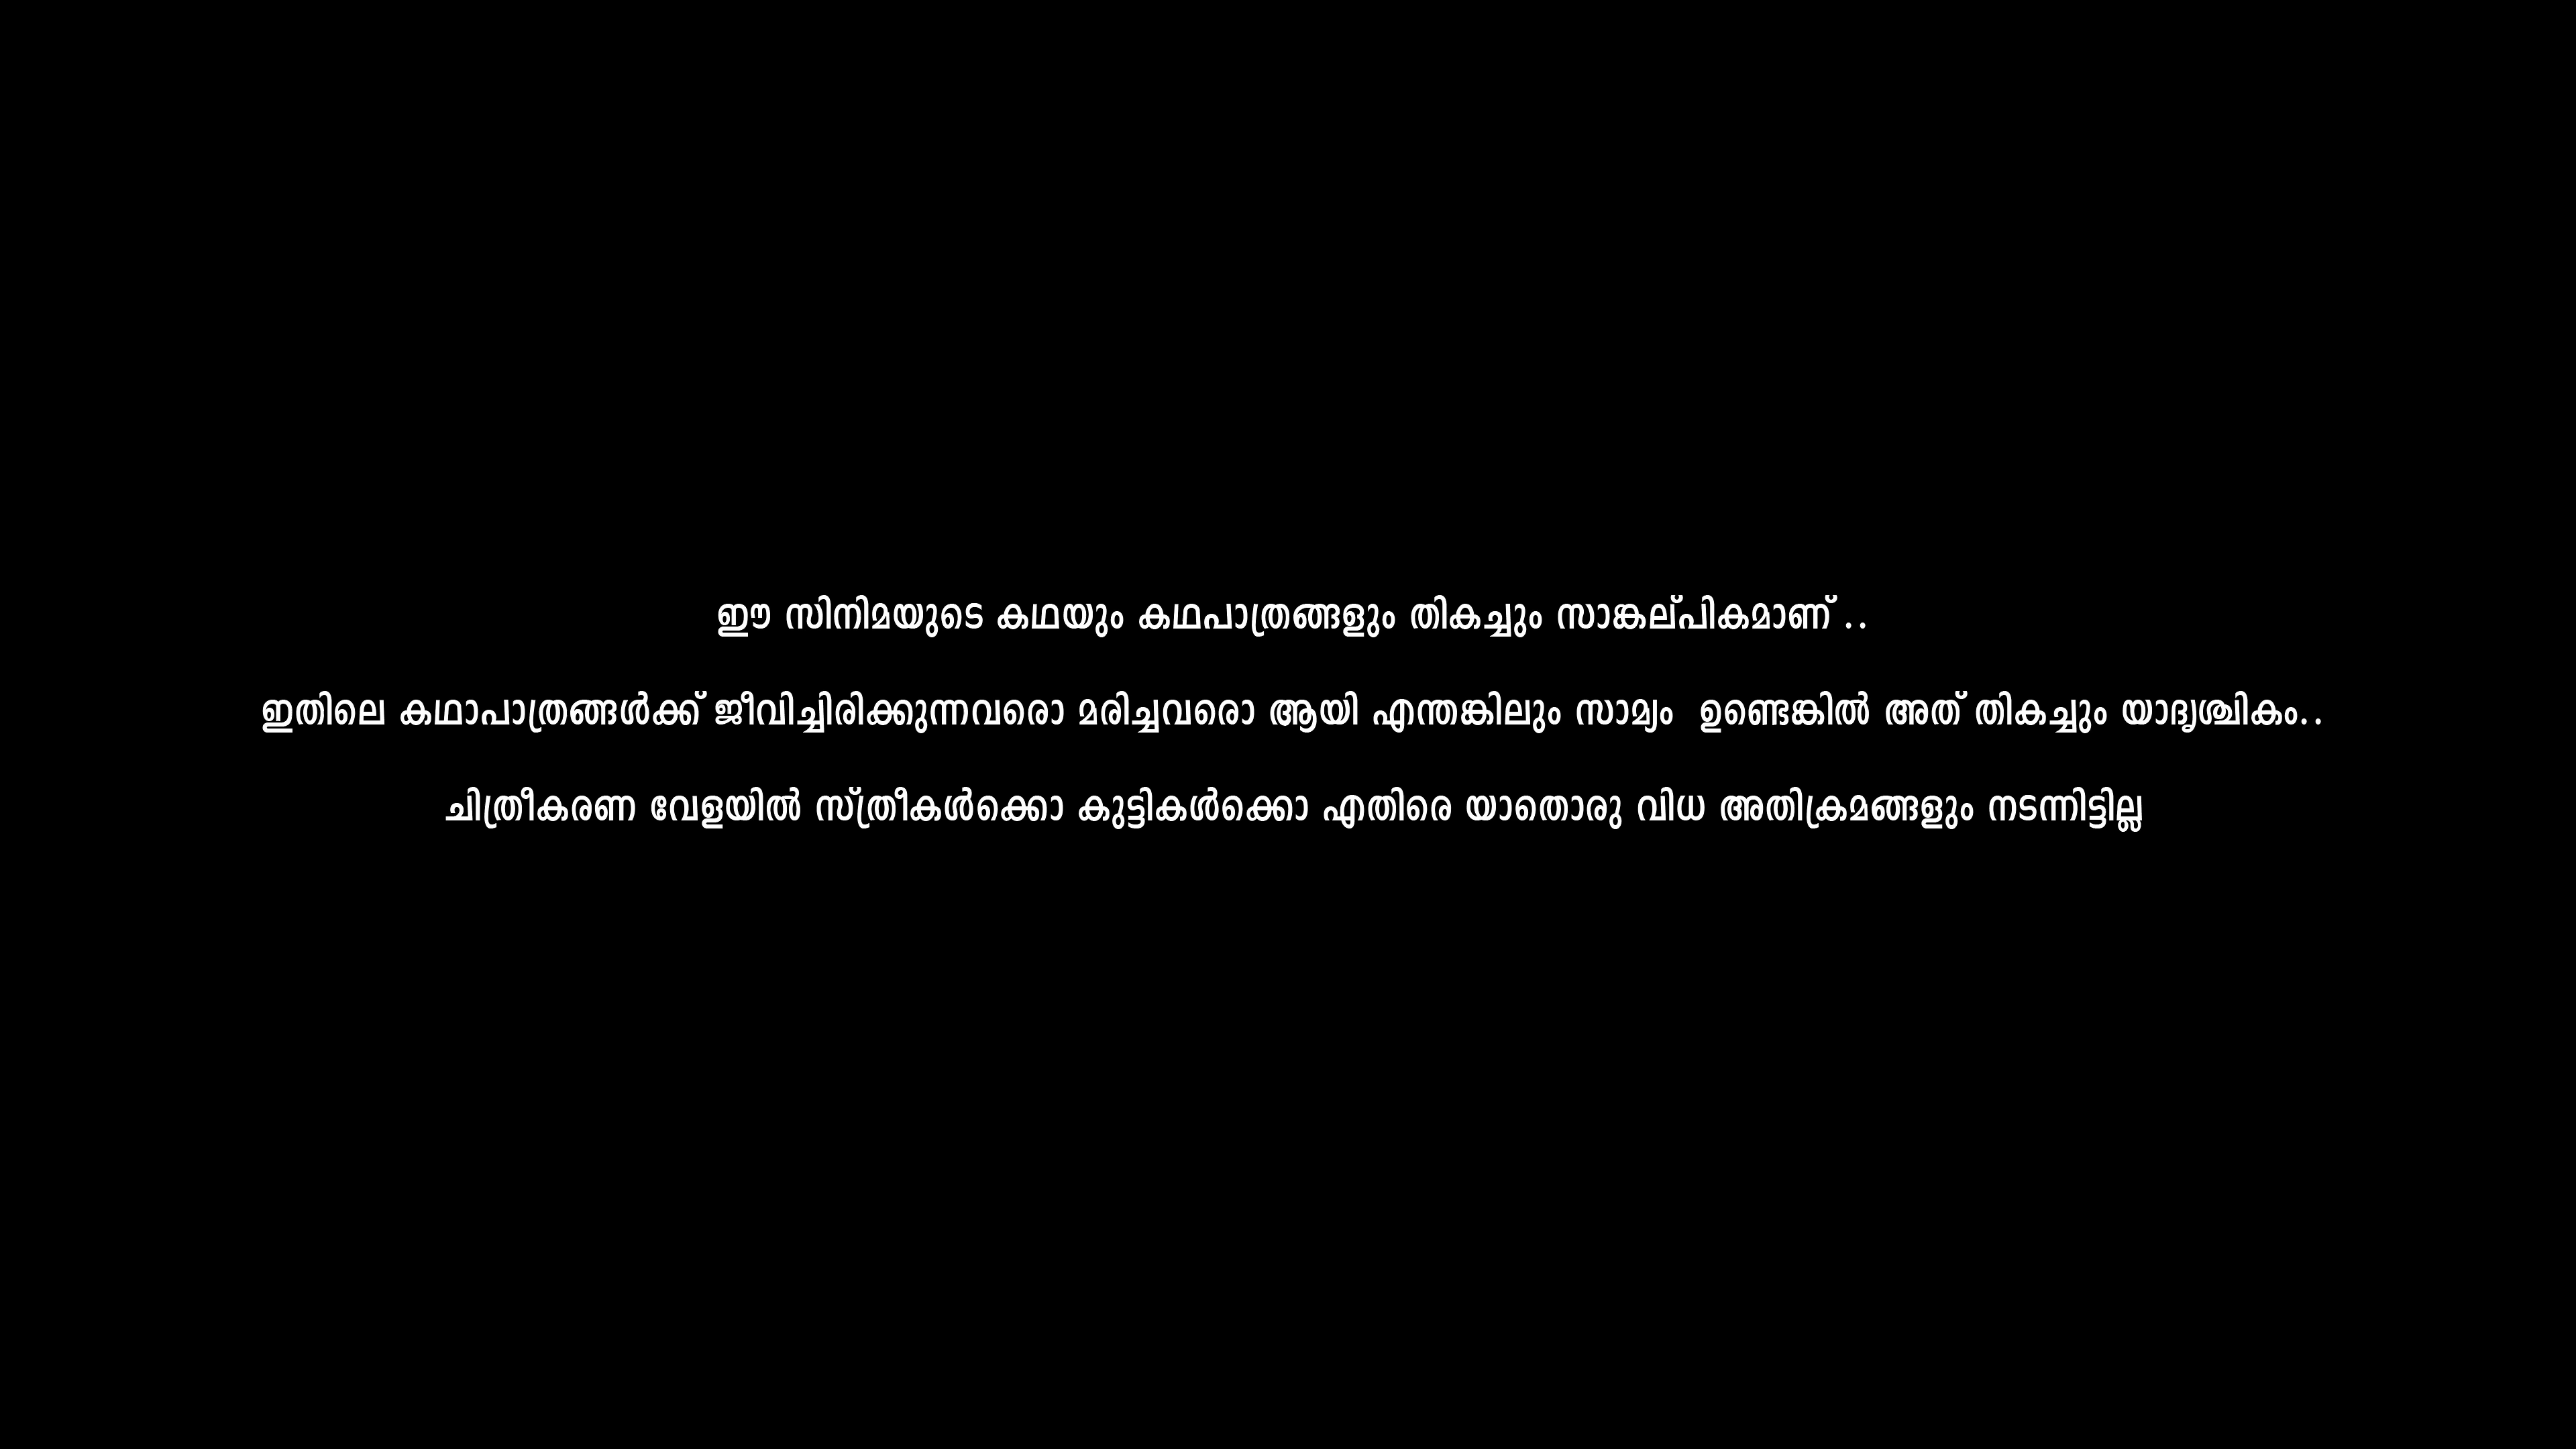 ഈ സിനിമയുടെ കഥയും കഥപാത്രങ്ങളും തികച്ചും സാങ്കല്പികമാണ് ..
ഇതിലെ കഥാപാത്രങ്ങൾക്ക് ജീവിച്ചിരിക്കുന്നവരൊ മരിച്ചവരൊ ആയി എന്തങ്കിലും സാമ്യം  ഉണ്ടെങ്കിൽ അത് തികച്ചും യാദൃശ്ചികം..
ചിത്രീകരണ വേളയിൽ സ്ത്രീകൾക്കൊ കുട്ടികൾക്കൊ എതിരെ യാതൊരു വിധ അതിക്രമങ്ങളും നടന്നിട്ടില്ല